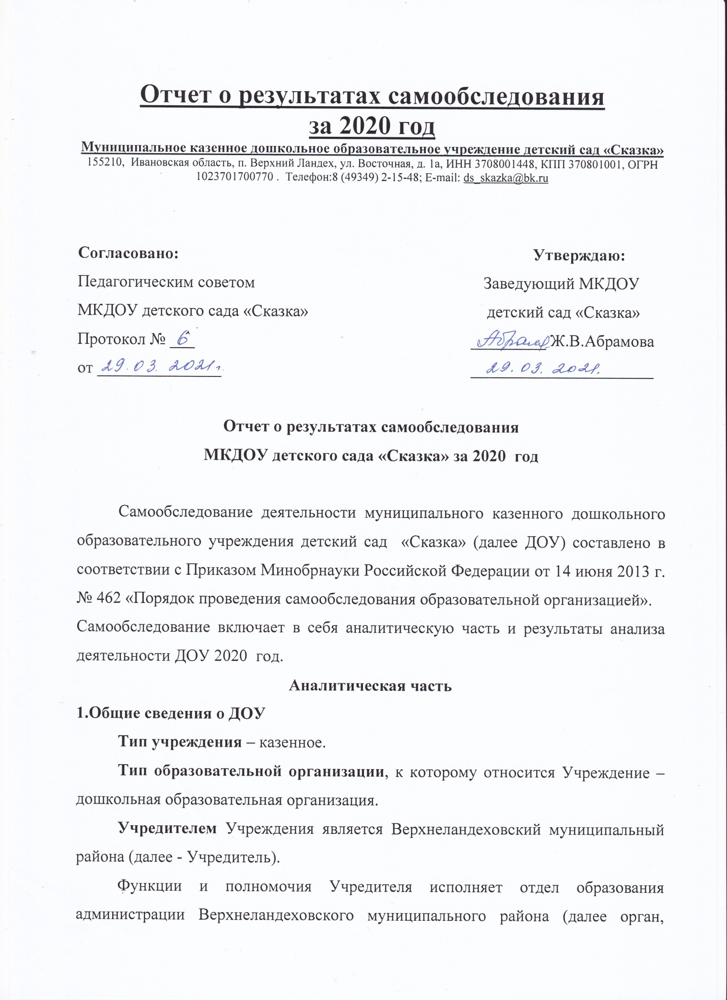 Отчет о результатах самообследования
за 2020 год
Муниципальное казенное дошкольное образовательное учреждение детский сад «Сказка»
155210,  Ивановская область, п. Верхний Ландех, ул. Восточная, д. 1а, ИНН 3708001448, КПП 370801001, ОГРН
1023701700770 .  Телефон:8 (49349) 2-15-48; E-mail: ds_skazka@bk.ru
Согласовано:
Педагогическим советом
МКДОУ детского сада «Сказка»
Протокол № 6
от 29.03.2021г.
Утверждаю:
Заведующий МКДОУ
детский сад «Сказка»
Абрам Ж.В.Абрамова
29.03.2021.
Отчет о результатах самообследования
МКДОУ детского сада «Сказка» за 2020  год
Самообследование деятельности муниципального казенного дошкольного
образовательного учреждения детский сад  «Сказка» (далее ДОУ) составлено в
соответствии с Приказом Минобрнауки Российской Федерации от 14 июня 2013 г.
№ 462 «Порядок проведения самообследования образовательной организацией».
Самообследование включает в себя аналитическую часть и результаты анализа
деятельности ДОУ 2020  год.
Аналитическая часть
1.Общие сведения о ДОУ
Тип учреждения – казенное.
Тип образовательной организации, к которому относится Учреждение –
дошкольная образовательная организация.
Учредителем Учреждения является Верхнеландеховский муниципальный
района (далее - Учредитель).
Функции и полномочия Учредителя исполняет отдел образования
администрации Верхнеландеховского муниципального района (далее орган,